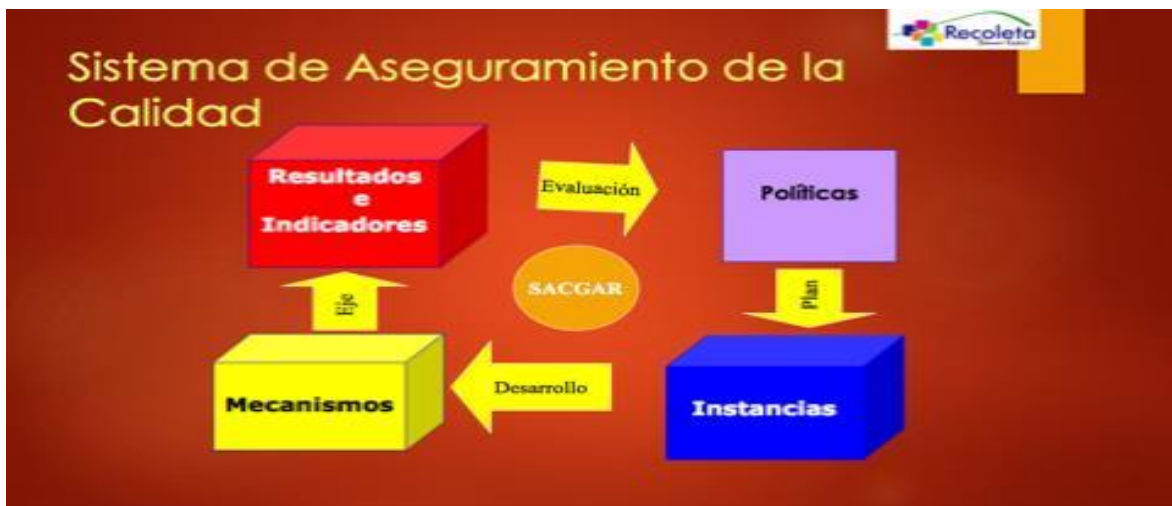 Recoleta
Sistema de Aseguramiento de la
Calidad
Resultados
e
Indicadores
Evaluación
Políticas
SACGAR
Eje
Plan
Mecanismos
Desarrollo
Instancias